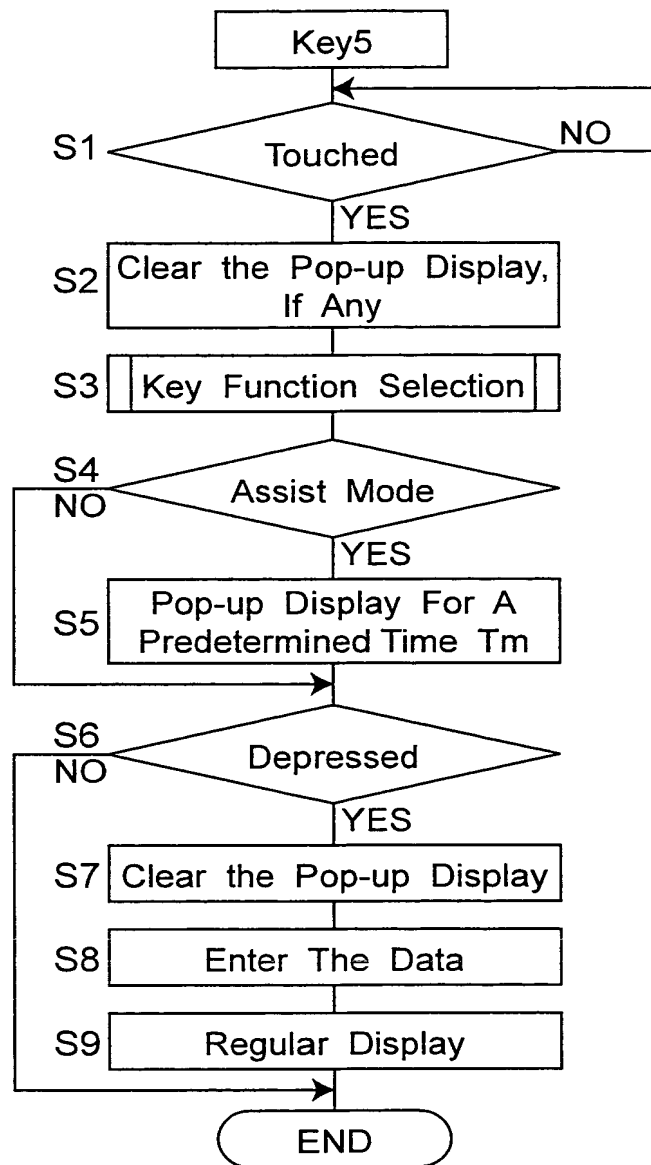 Key5
S1
Touched
NO
YES
S2
Clear the Pop-up Display,
If Any
S3
Key Function Selection
S4
NO
Assist Mode
YES
S5
Pop-up Display For A
Predetermined Time Tm
S6
NO
Depressed
YES
S7
Clear the Pop-up Display
S8
Enter The Data
S9
Regular Display
END